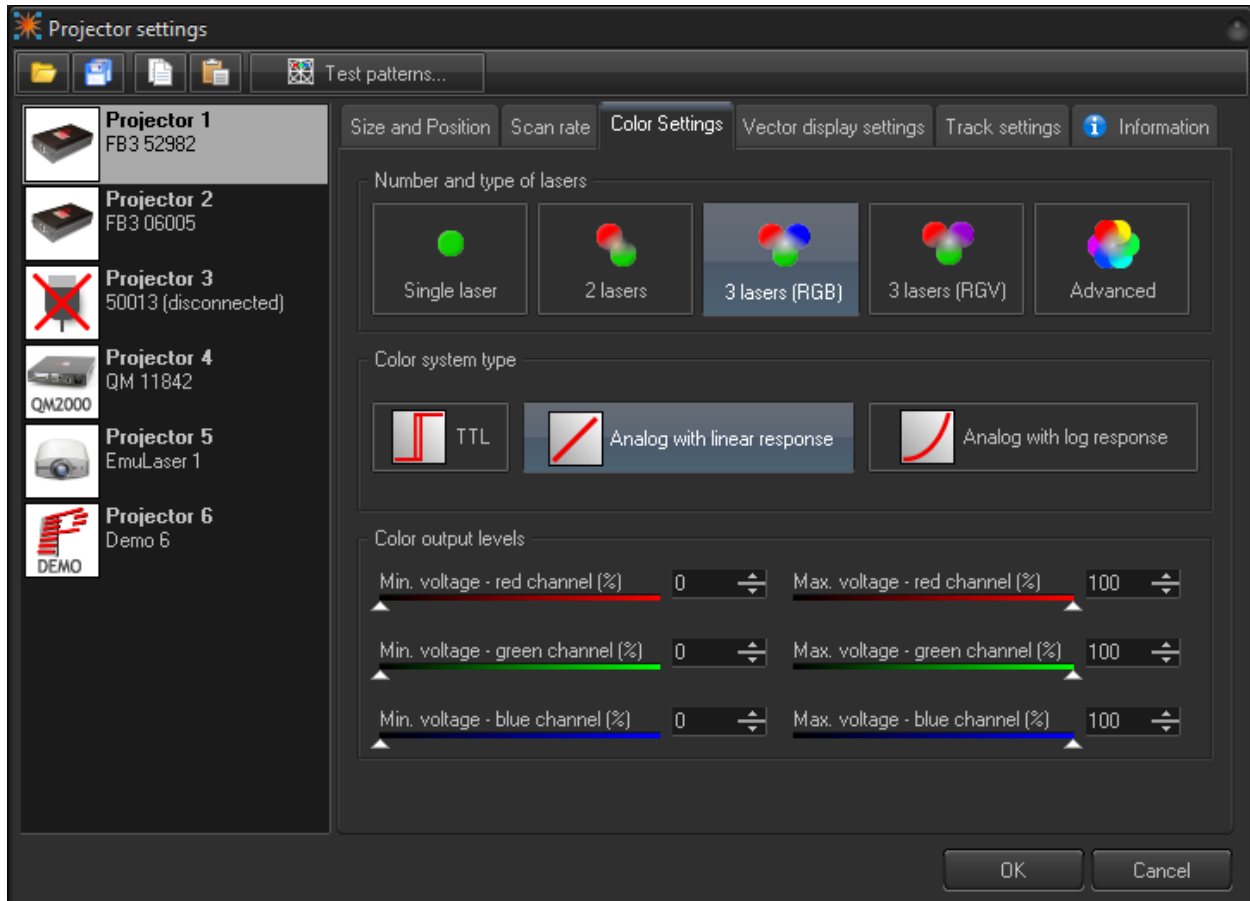 Projector settings
Test patterns...
Projector 1
FB3 52982
Projector 2
FB3 06005
Projector 3
50013 (disconnected)
Projector 4
QM 11842
QM2000
Projector 5
EmuLaser 1
Projector 6
Demo 6
DEMO
Size and Position Scan rate Color Settings Vector display settings Track settings Information
Number and type of lasers
Single laser 2 lasers 3 lasers (RGB) 3 lasers (RGV) Advanced
Color system type
TTL Analog with linear response Analog with log response
Color output levels
Min. voltage - red channel (%) 0 Max. voltage - red channel (%) 100
Min. voltage - green channel (%) 0 Max. voltage - green channel (%) 100
Min. voltage - blue channel (%) 0 Max. voltage - blue channel (%) 100
OK Cancel